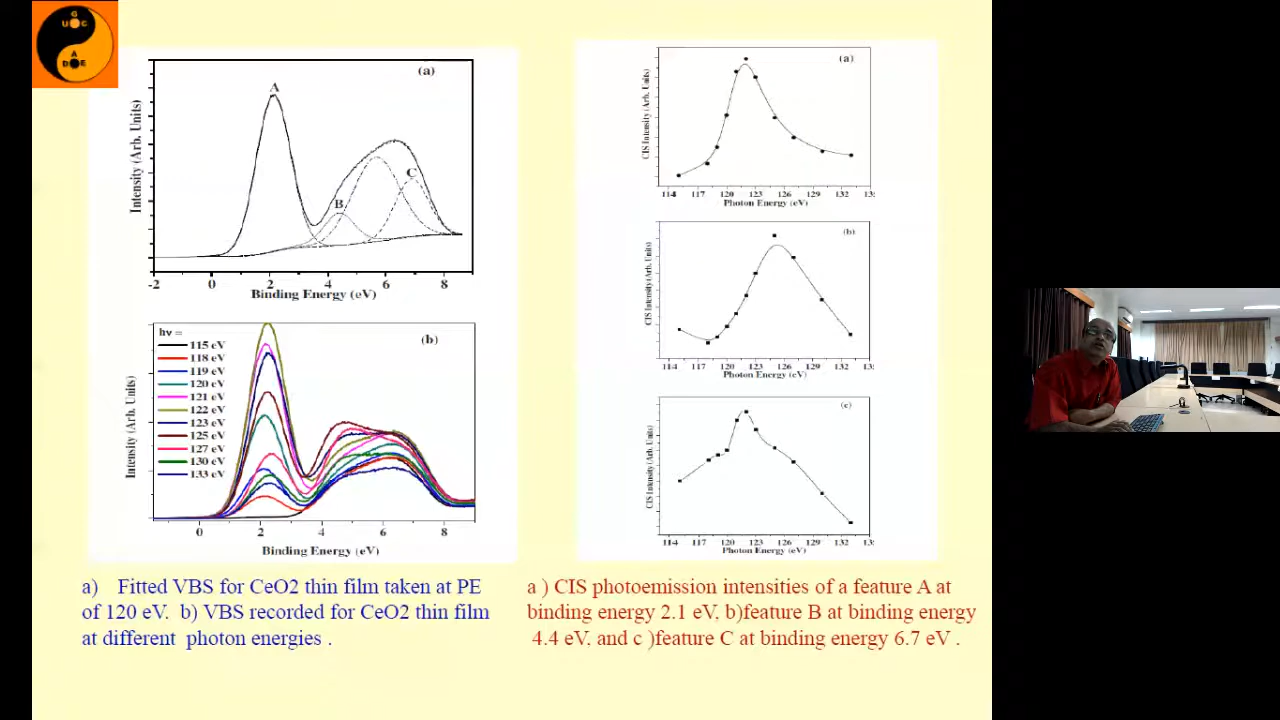 G
U G C
A
D E
(a)
A
B
C
Intensity (Arb. Units)
-2 0 2 4 6 8
Binding Energy (eV)
hν =
(b)
115 eV
118 eV
119 eV
120 eV
121 eV
122 eV
123 eV
125 eV
127 eV
130 eV
133 eV
Intensity (Arb. Units)
0 2 4 6 8
Binding Energy (eV)
(a)
CIS Intensity (Arb. Units)
114 117 120 123 126 129 132 13
Photon Energy (eV)
(b)
CIS Intensity (Arb. Units)
114 117 120 123 126 129 132 13
Photon Energy (eV)
(c)
CIS Intensity (Arb. Units)
114 117 120 123 126 129 132 13
Photon Energy (eV)
a) Fitted VBS for CeO2 thin film taken at PE
of 120 eV. b) VBS recorded for CeO2 thin film
at different photon energies .
a ) CIS photoemission intensities of a feature A at
binding energy 2.1 eV, b)feature B at binding energy
4.4 eV, and c )feature C at binding energy 6.7 eV .